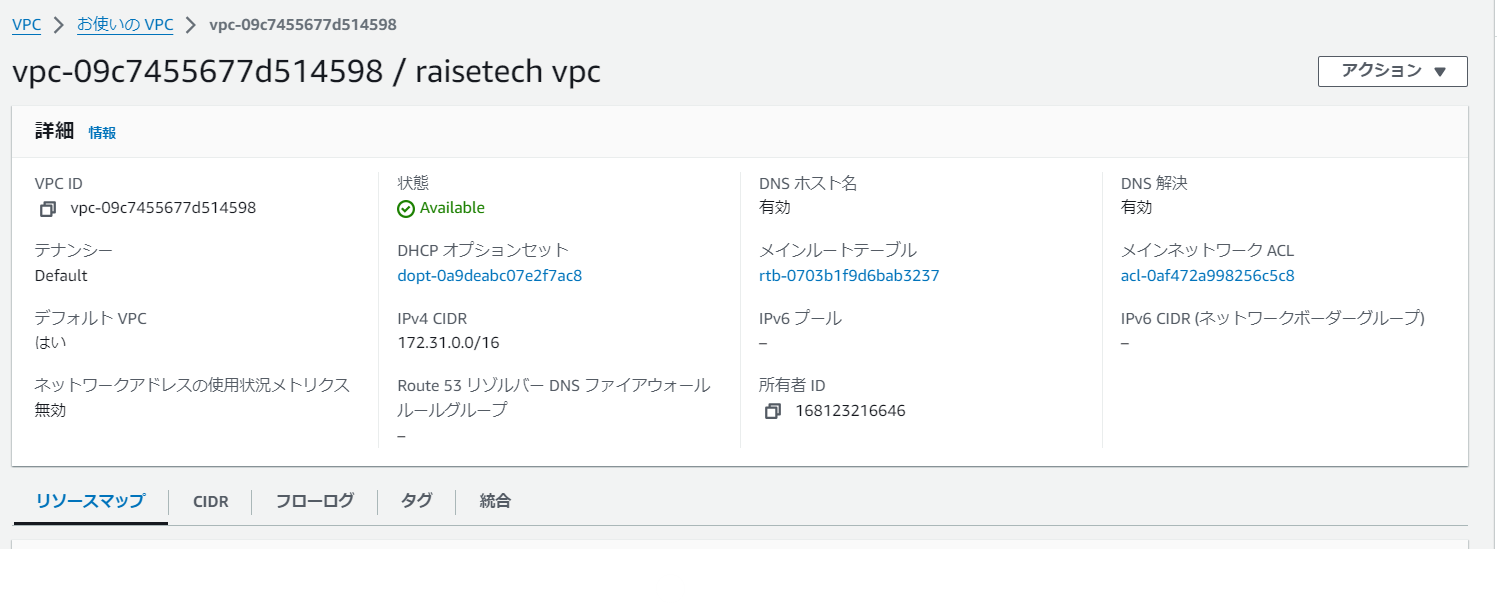 VPC > お使いの VPC > vpc-09c7455677d514598
vpc-09c7455677d514598 / raisetech vpc
アクション ▼
詳細 情報
VPC ID
vpc-09c7455677d514598
状態
Available
DNS ホスト名
有効
DNS 解決
有効
テナンシー
Default
DHCP オプションセット
dopt-0a9deabc07e2f7ac8
メインルートテーブル
rtb-0703b1f9d6bab3237
メインネットワーク ACL
acl-0af472a998256c5c8
デフォルト VPC
はい
IPv4 CIDR
172.31.0.0/16
IPv6 プール
–
IPv6 CIDR (ネットワークボーダーグループ)
–
ネットワークアドレスの使用状況メトリクス
無効
Route 53 リゾルバー DNS ファイアウォール
ルールグループ
–
所有者 ID
168123216646
リソースマップ CIDR フローログ タグ 統合